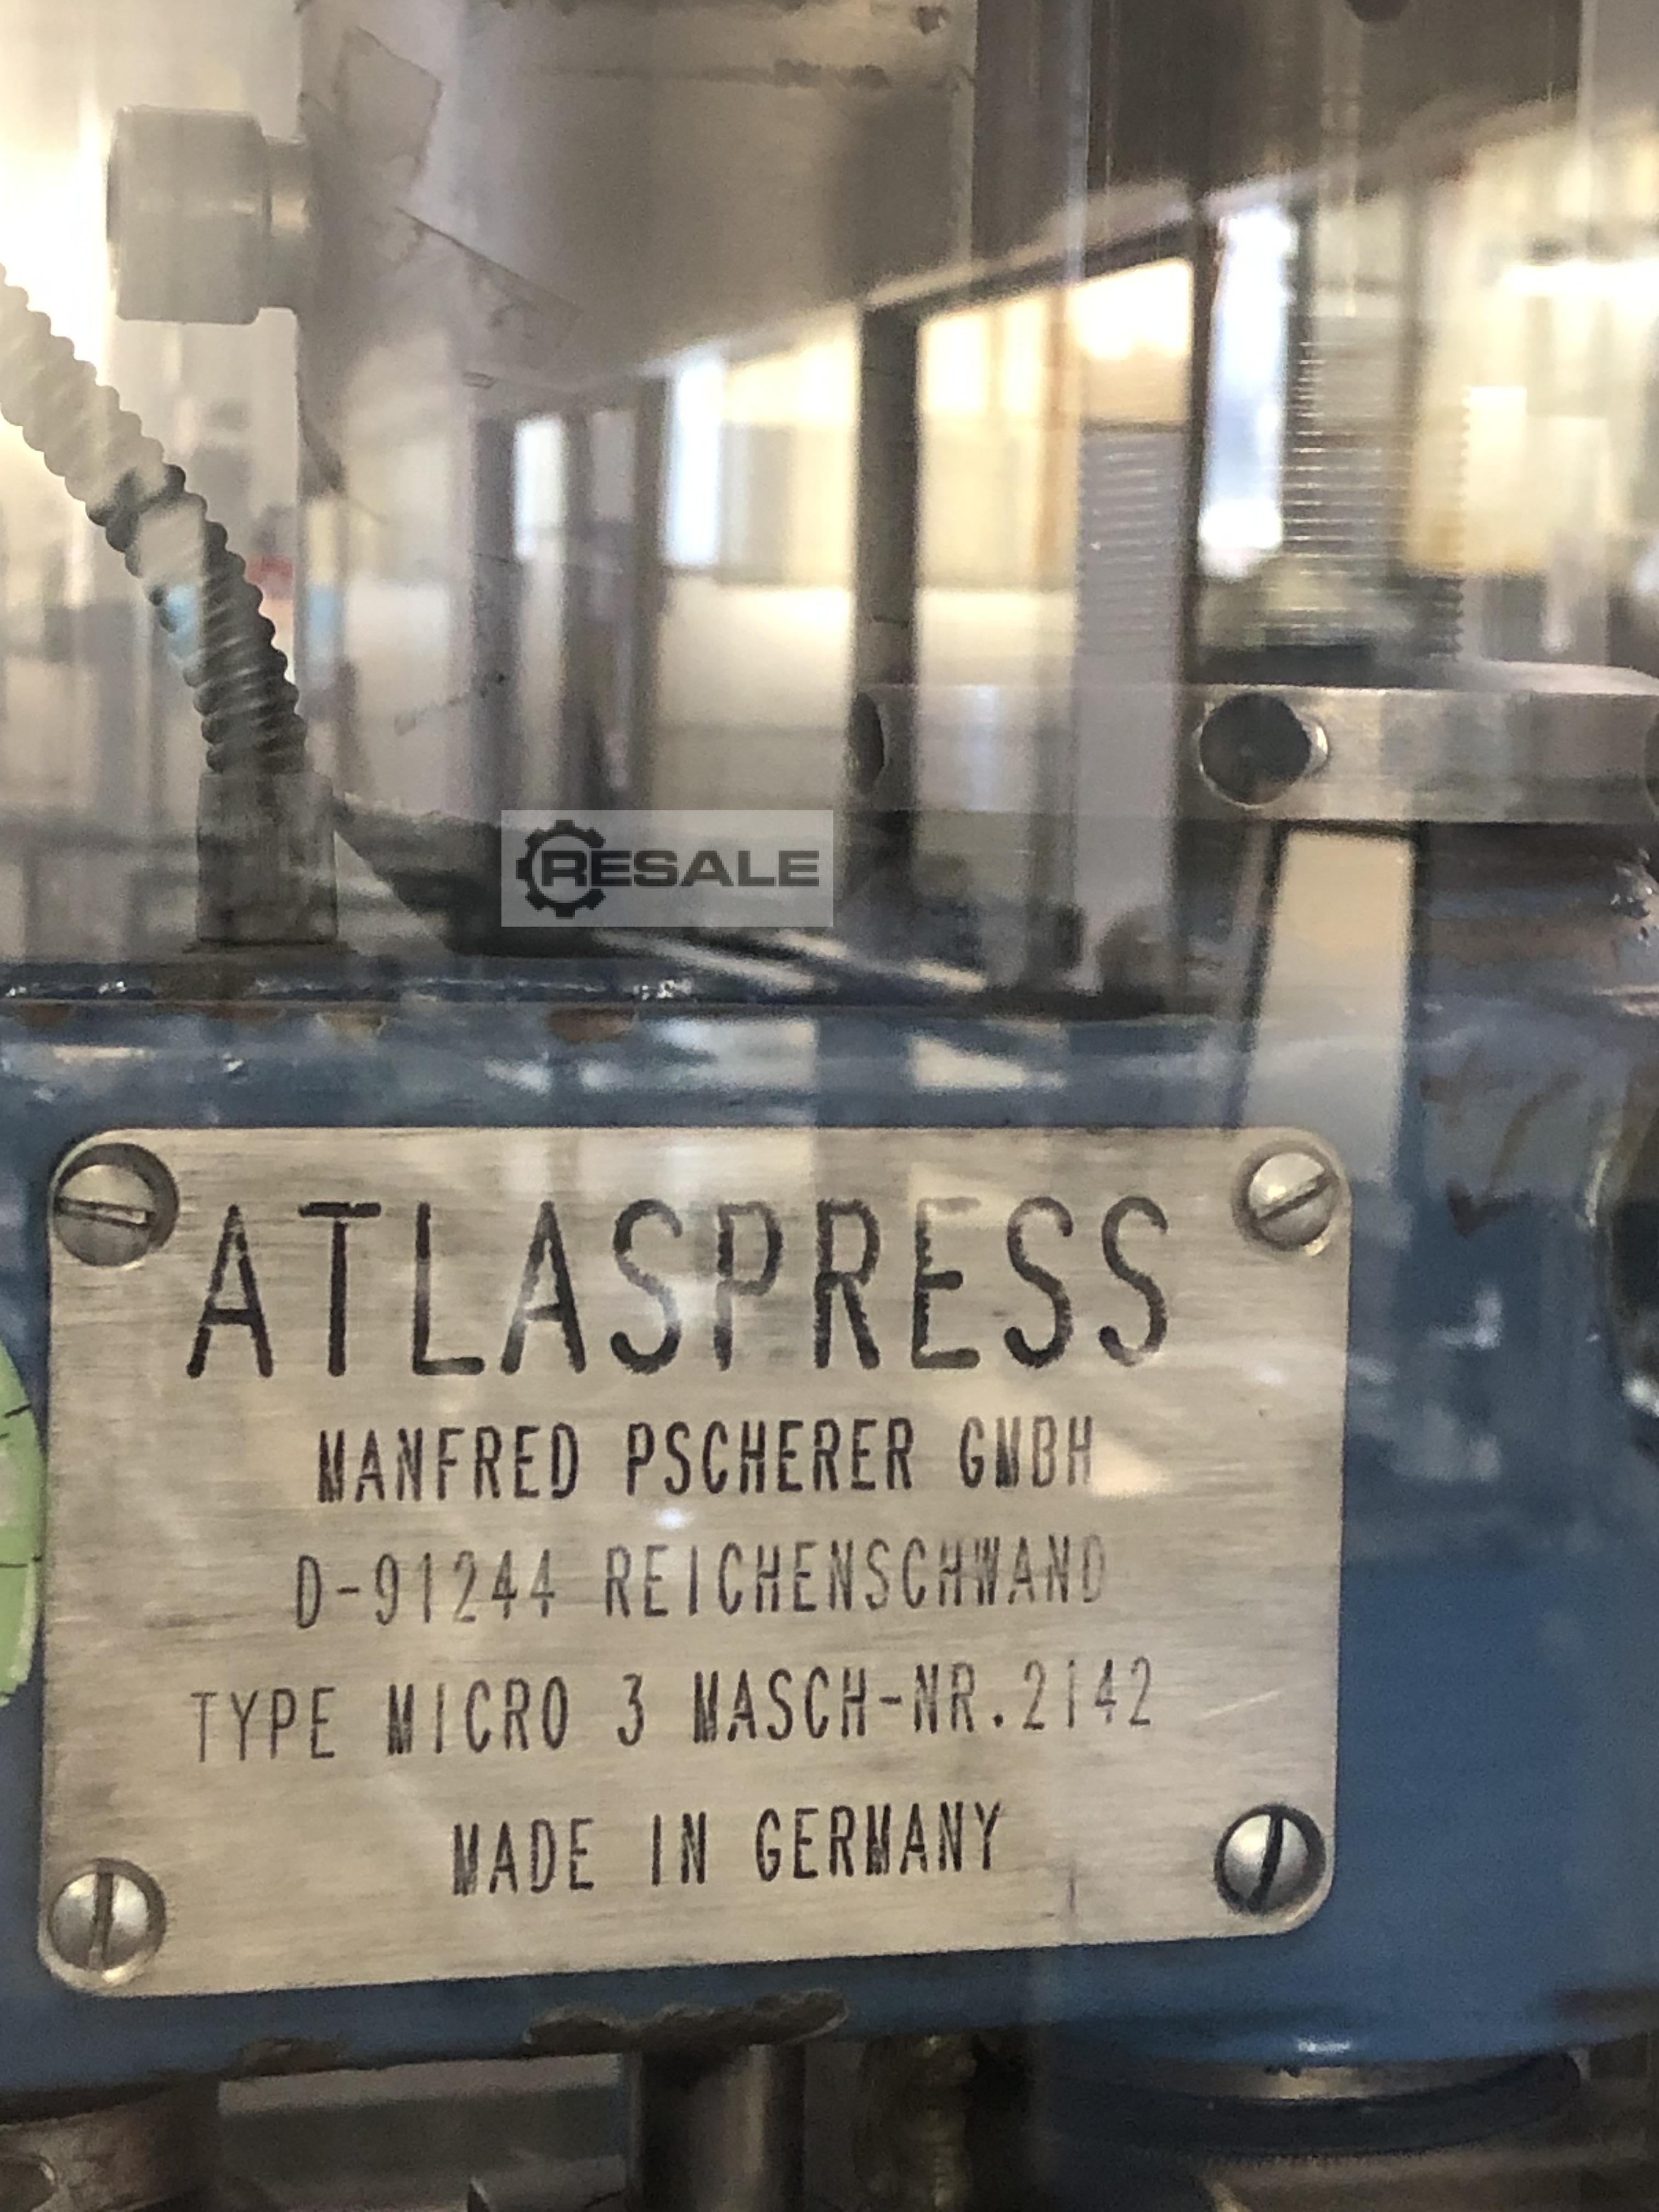 RESALE
ATLASPRESS
MANFRED PSCHERER GMBH
D-91244 REICHENSCHWAND
TYPE MICRO 3 MASCH-NR.2142
MADE IN GERMANY